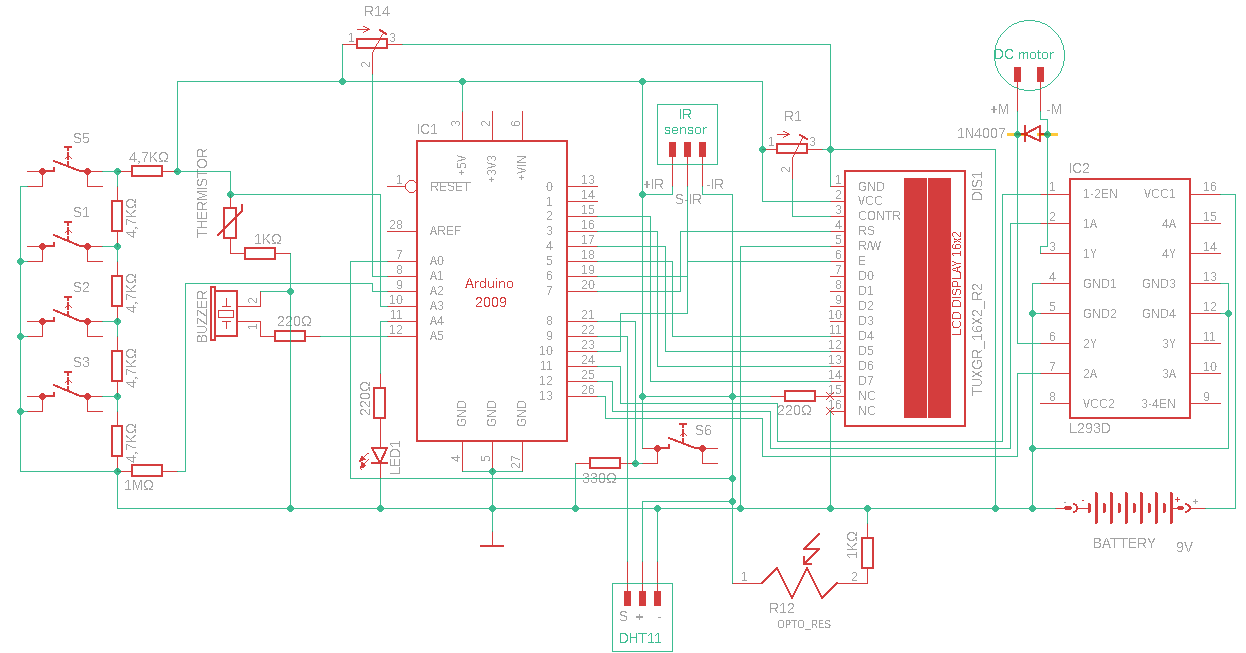 R14
1
3
2
DC motor
+M
-M
1N4007
IC1
3
2
6
+5V
+3V3
+VIN
IR
sensor
+IR
S-IR
-IR
R1
1
3
2
S5
4,7KΩ
S1
4,7KΩ
S2
4,7KΩ
S3
4,7KΩ
4,7KΩ
1MΩ
THERMISTOR
1KΩ
BUZZER
2
1
220Ω
220Ω
LED1
1 RESET
28 AREF
7 A0
8 A1
9 A2
10 A3
11 A4
12 A5
Arduino
2009
0 13
1 14
2 15
3 16
4 17
5 18
6 19
7 20
8 21
9 22
10 23
11 24
12 25
13 26
GND
GND
GND
4
5
27
1 GND
2 VCC
3 CONTR
4 RS
5 R/W
6 E
7 D0
8 D1
9 D2
10 D3
11 D4
12 D5
13 D6
14 D7
15 NC
16 NC
LCD DISPLAY 16x2
DIS1
TUXGR_16X2_R2
220Ω
S6
330Ω
IC2
1 1-2EN VCC1 16
2 1A 4A 15
3 1Y 4Y 14
4 GND1 GND3 13
5 GND2 GND4 12
6 2Y 3Y 11
7 2A 3A 10
8 VCC2 3-4EN 9
L293D
- - + +
BATTERY
9V
1KΩ
1
2
R12
OPTO_RES
S + -
DHT11